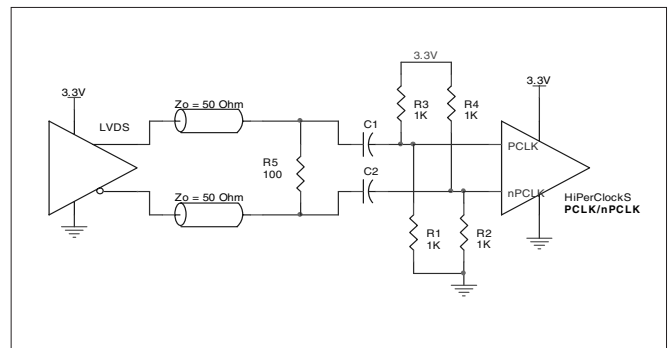 3.3V
3.3V
3.3V
LVDS
Zo = 50 Ohm
C1
R3
1K
R4
1K
PCLK
R5
100
Zo = 50 Ohm
C2
nPCLK
HiPerClockS
PCLK/nPCLK
R1
1K
R2
1K